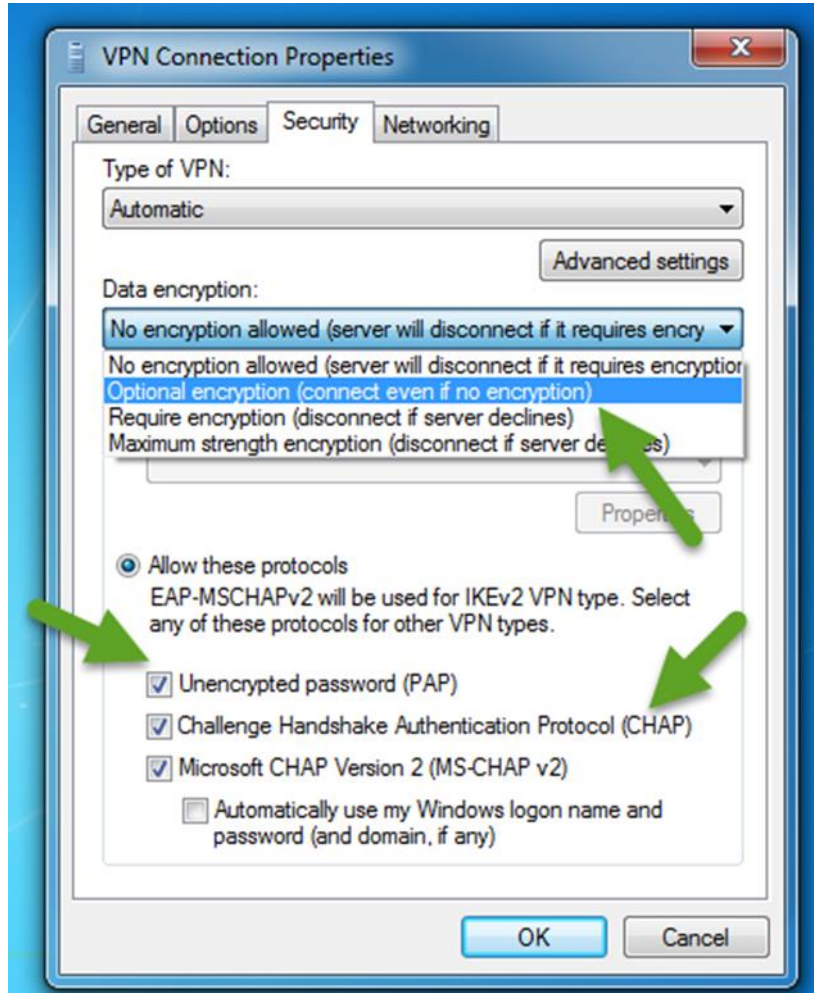 VPN Connection Properties
General Options Security Networking
Type of VPN:
Automatic
Advanced settings
Data encryption:
No encryption allowed (server will disconnect if it requires encry
No encryption allowed (server will disconnect if it requires encryption
Optional encryption (connect even if no encryption)
Require encryption (disconnect if server declines)
Maximum strength encryption (disconnect if server declines)
Properties
Allow these protocols
EAP-MSCHAPv2 will be used for IKEv2 VPN type. Select
any of these protocols for other VPN types.
Unencrypted password (PAP)
Challenge Handshake Authentication Protocol (CHAP)
Microsoft CHAP Version 2 (MS-CHAP v2)
Automatically use my Windows logon name and
password (and domain, if any)
OK Cancel